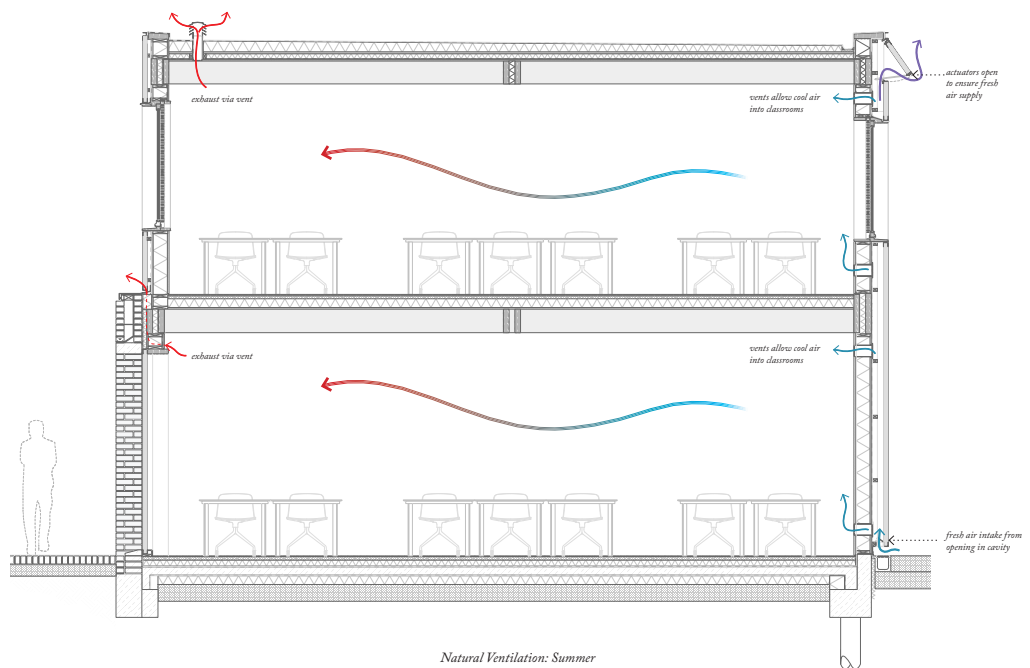 exhaust via vent
vents allow cool air
into classrooms
actuators open
to ensure fresh
air supply
exhaust via vent
vents allow cool air
into classrooms
fresh air intake from
opening in cavity
Natural Ventilation: Summer